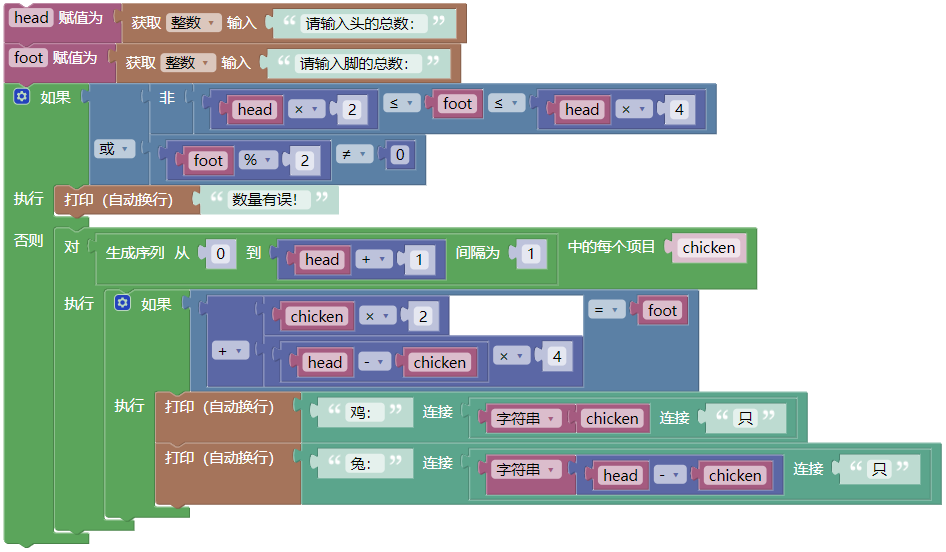 head 赋值为 获取 整数 输入 “ 请输入头的总数： ”
foot 赋值为 获取 整数 输入 “ 请输入脚的总数： ”
如果 非 head × 2 ≤ foot ≤ head × 4
或 foot % 2 ≠ 0
执行 打印（自动换行） “ 数量有误！ ”
否则 对 生成序列 从 0 到 head + 1 间隔为 1 中的每个项目 chicken
执行 如果 chicken × 2 = foot
+ head - chicken × 4
执行 打印（自动换行） “ 鸡： ” 连接 字符串 chicken 连接 “ 只 ”
打印（自动换行） “ 兔： ” 连接 字符串 head - chicken 连接 “ 只 ”